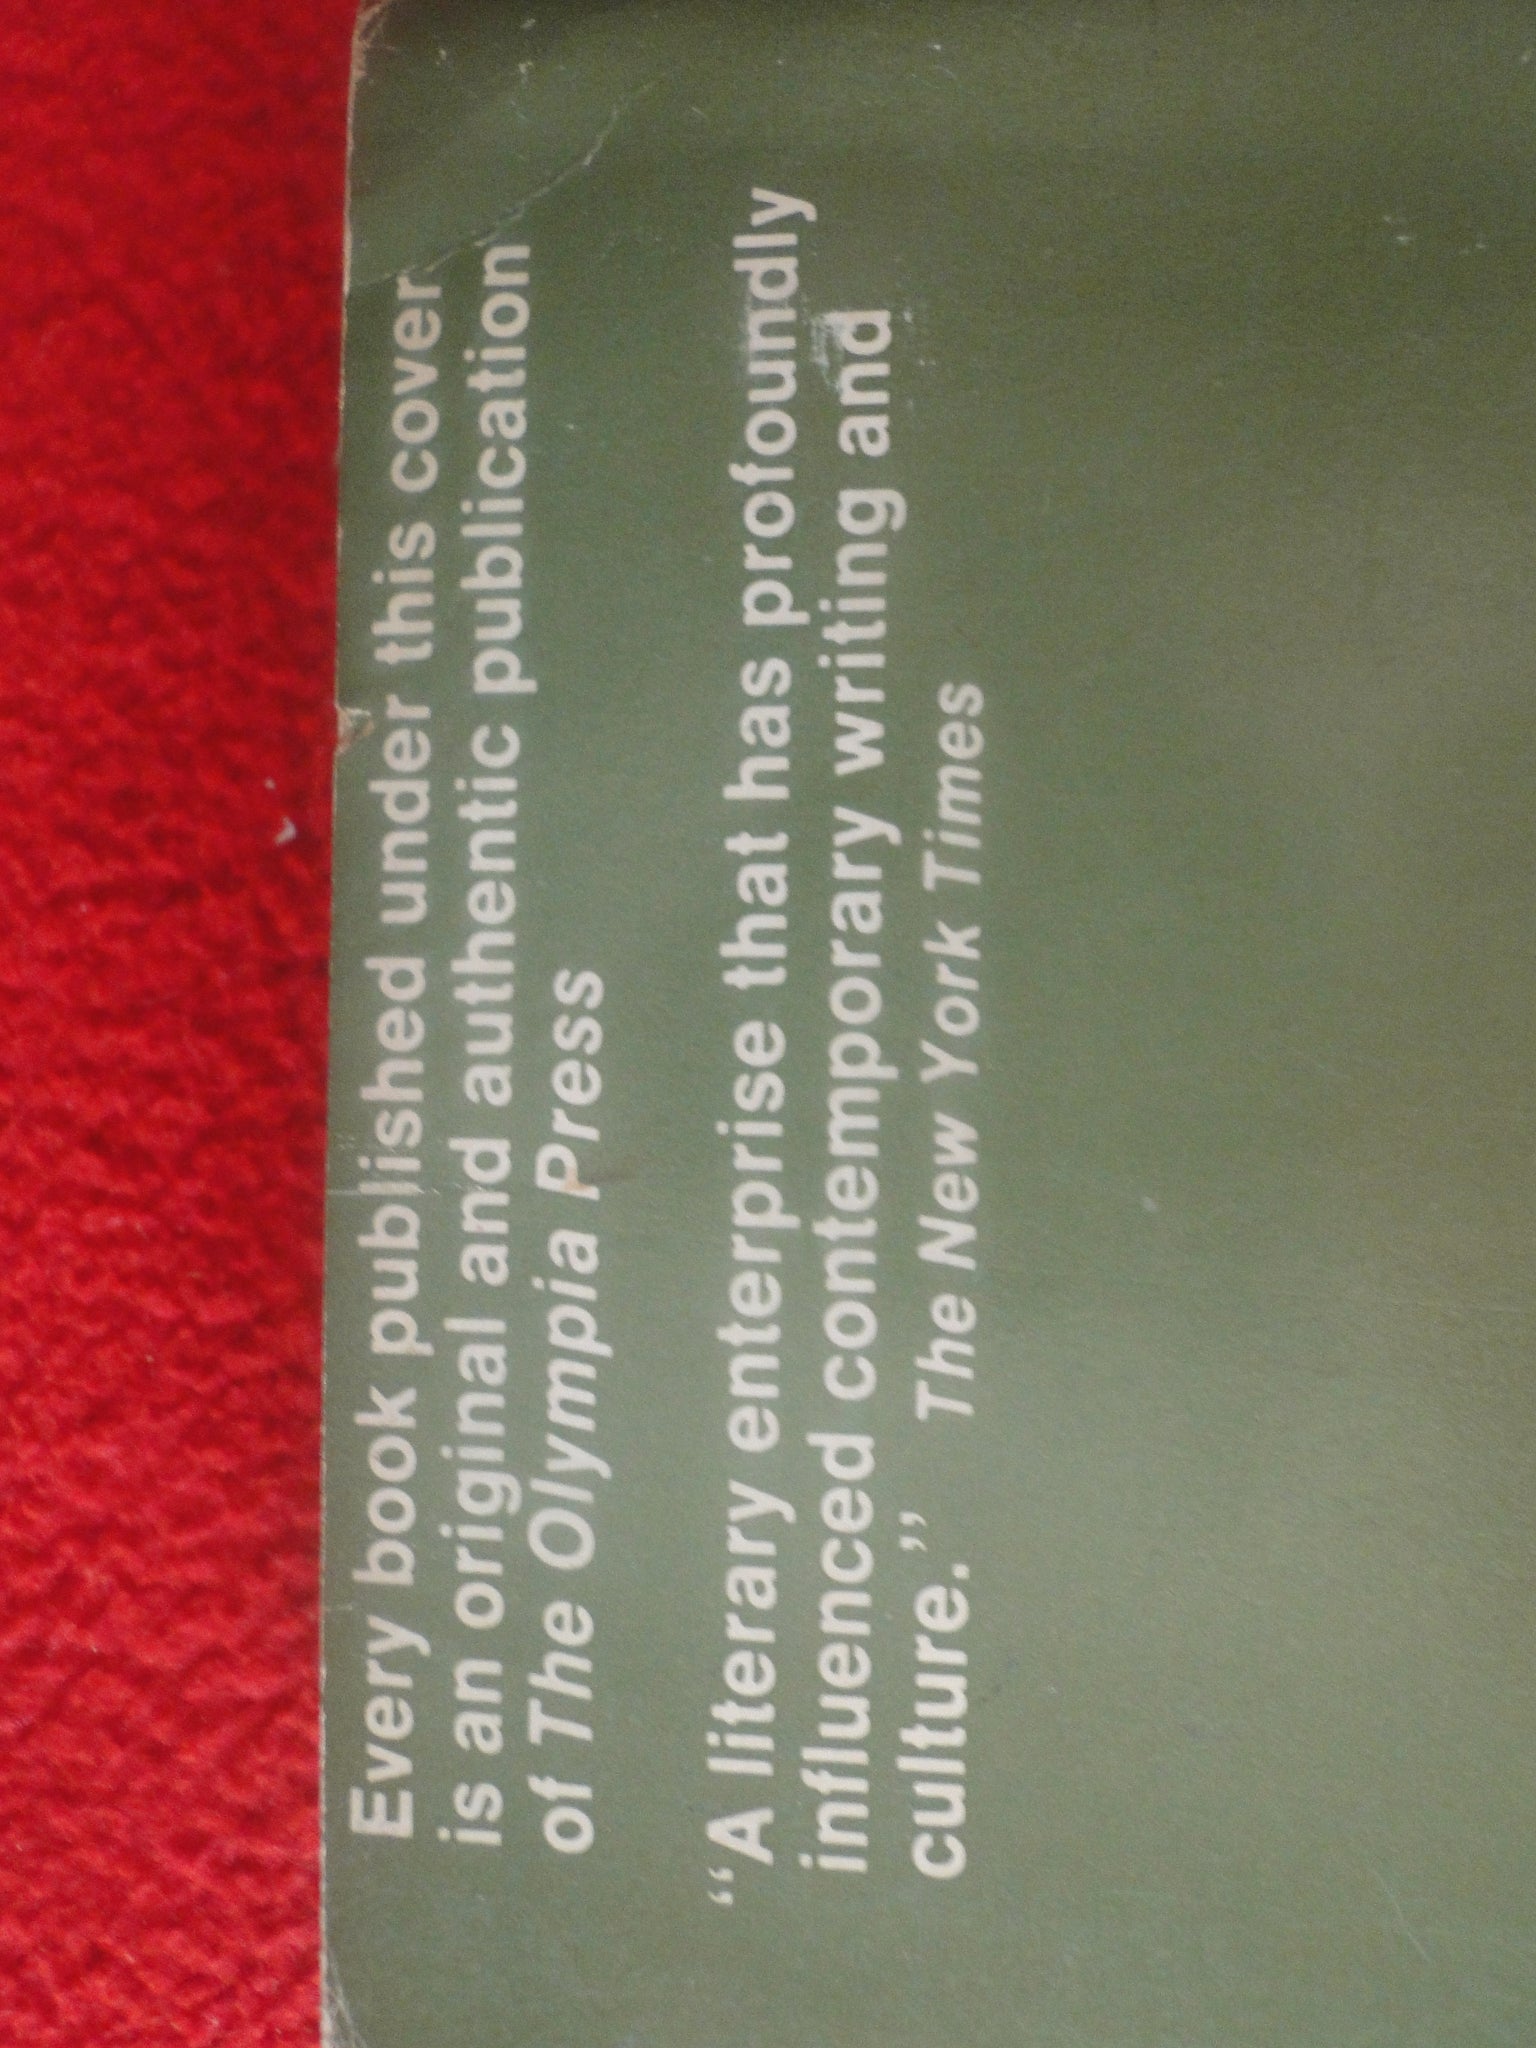 Every book published under this cover
is an original and authentic publication
of The Olympia Press
“A literary enterprise that has profoundly
influenced contemporary writing and
culture.” The New York Times